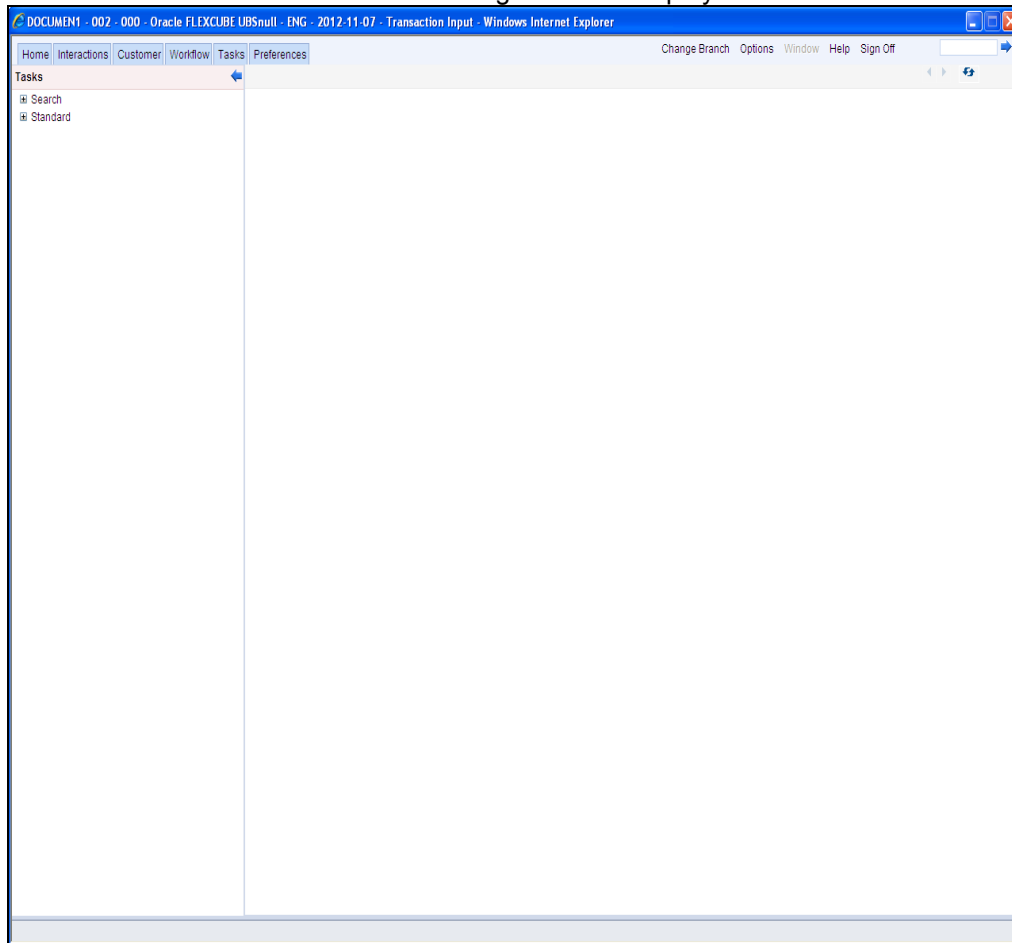 DOCUMEN1 - 002 - 000 - Oracle FLEXCUBE UBSnull - ENG - 2012-11-07 - Transaction Input - Windows Internet Explorer
Home Interactions Customer Workflow Tasks Preferences Change Branch Options Window Help Sign Off
Tasks
Search
Standard